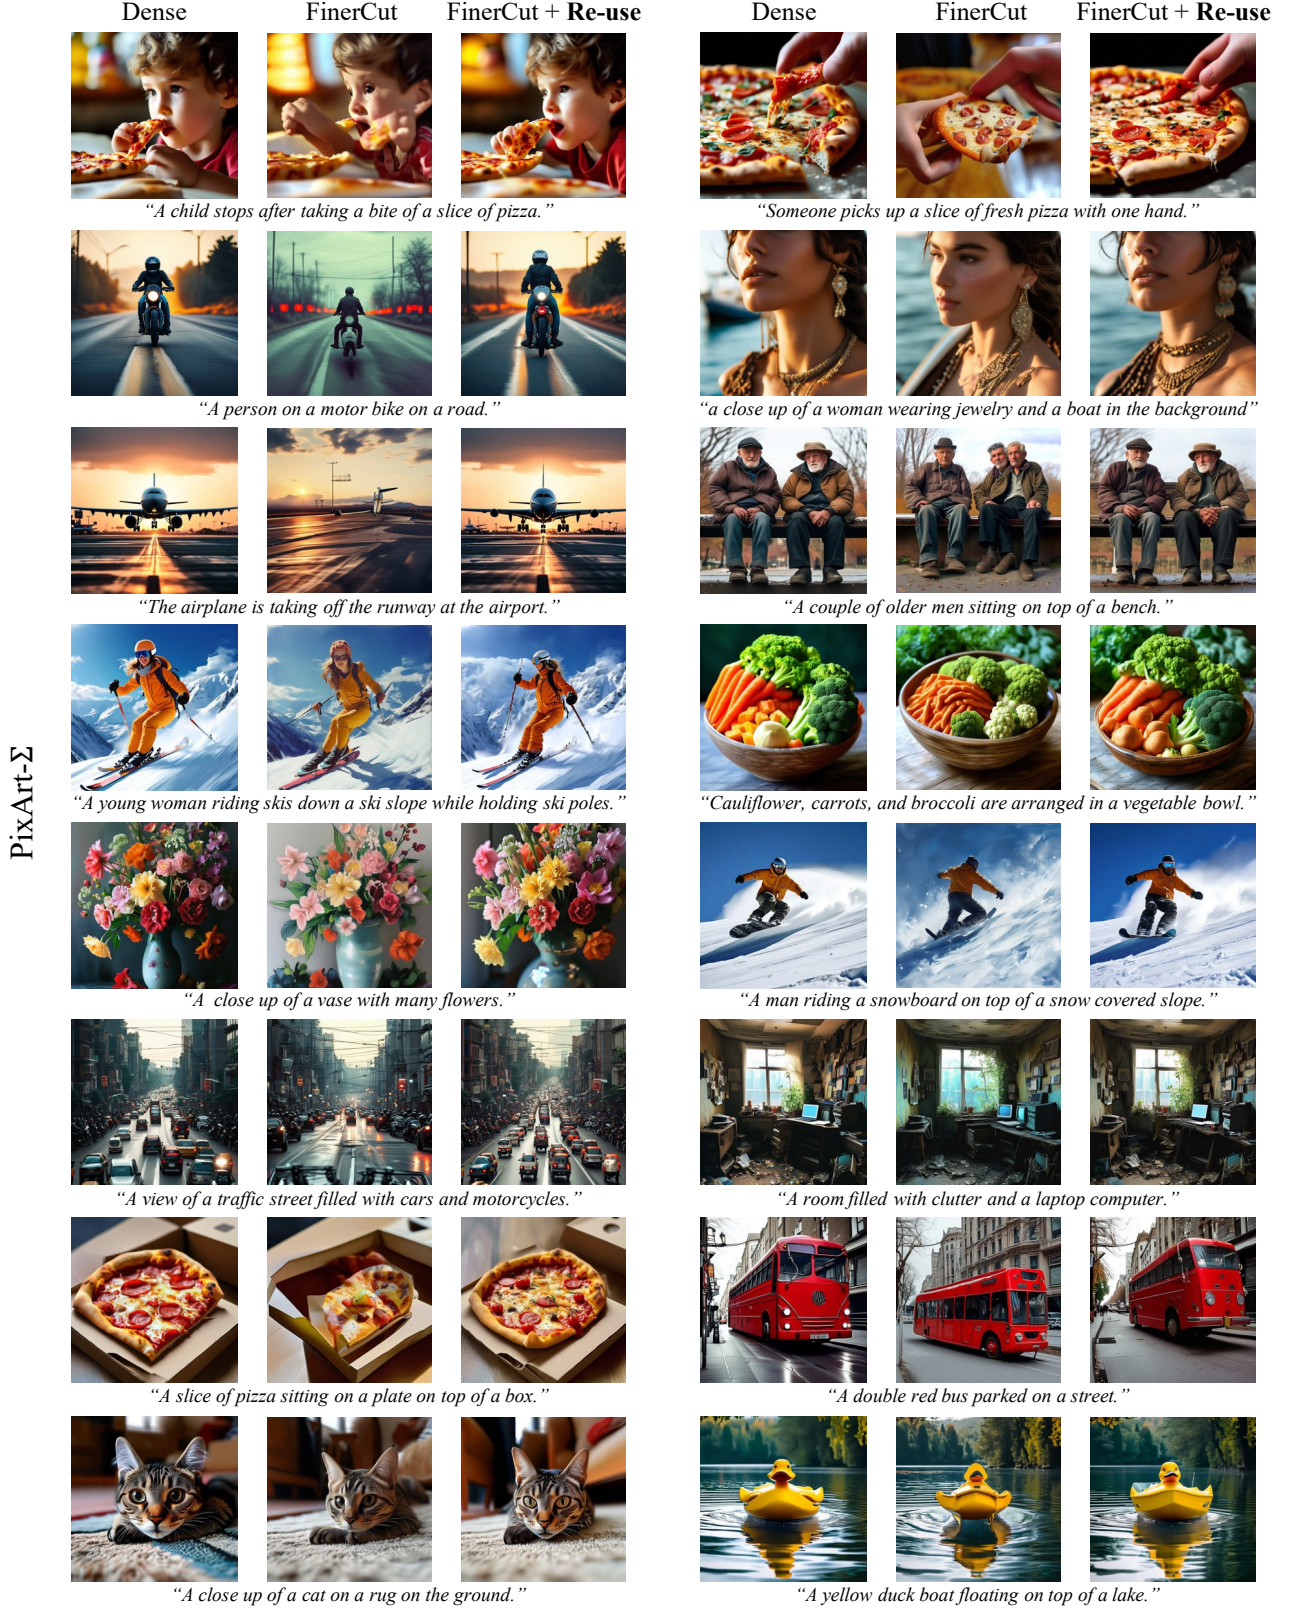 Dense FinerCut FinerCut + Re-use Dense FinerCut FinerCut + Re-use
“A child stops after taking a bite of a slice of pizza.” “Someone picks up a slice of fresh pizza with one hand.”
“A person on a motor bike on a road.” “a close up of a woman wearing jewelry and a boat in the background”
“The airplane is taking off the runway at the airport.” “A couple of older men sitting on top of a bench.”
“A young woman riding skis down a ski slope while holding ski poles.” “Cauliflower, carrots, and broccoli are arranged in a vegetable bowl.”
PixArt-Σ
“A close up of a vase with many flowers.” “A man riding a snowboard on top of a snow covered slope.”
“A view of a traffic street filled with cars and motorcycles.” “A room filled with clutter and a laptop computer.”
“A slice of pizza sitting on a plate on top of a box.” “A double red bus parked on a street.”
“A close up of a cat on a rug on the ground.” “A yellow duck boat floating on top of a lake.”